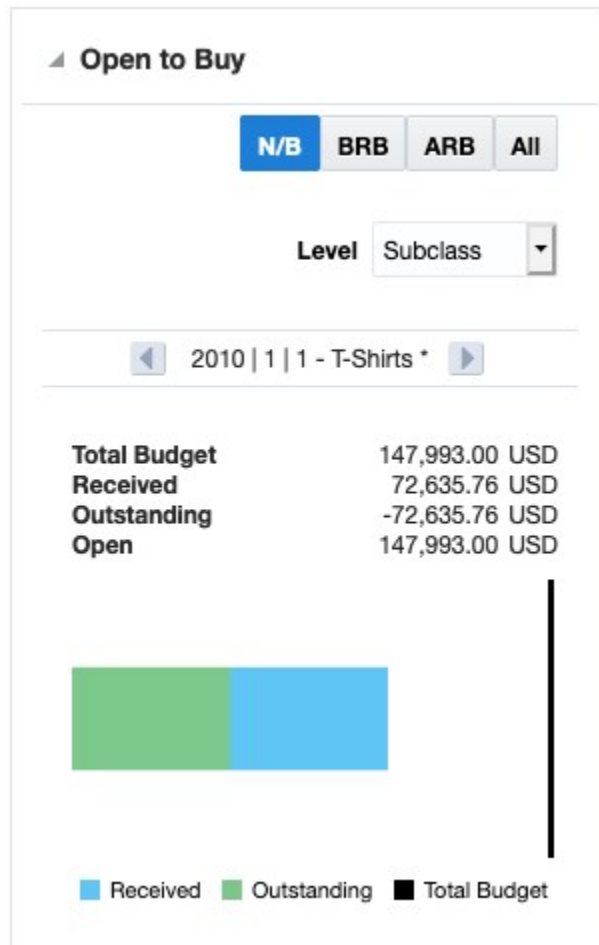 Open to Buy
N/B BRB ARB All
Level Subclass
2010 | 1 | 1 - T-Shirts *
Total Budget 147,993.00 USD
Received 72,635.76 USD
Outstanding -72,635.76 USD
Open 147,993.00 USD
Received Outstanding Total Budget